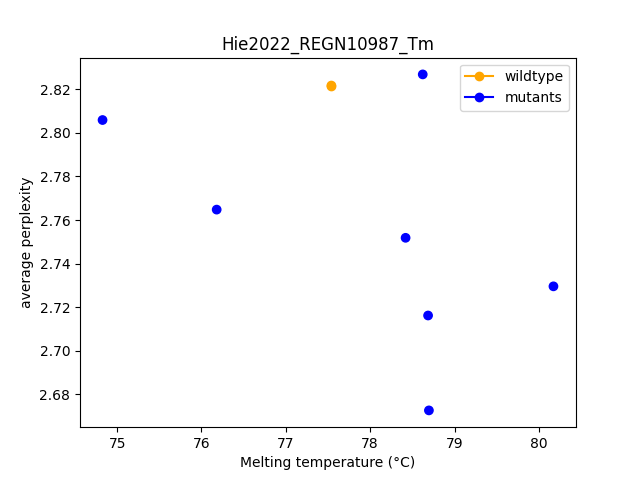 Hie2022_REGN10987_Tm
wildtype
mutants
average perplexity
2.82
2.80
2.78
2.76
2.74
2.72
2.70
2.68
75
76
77
78
79
80
Melting temperature (°C)